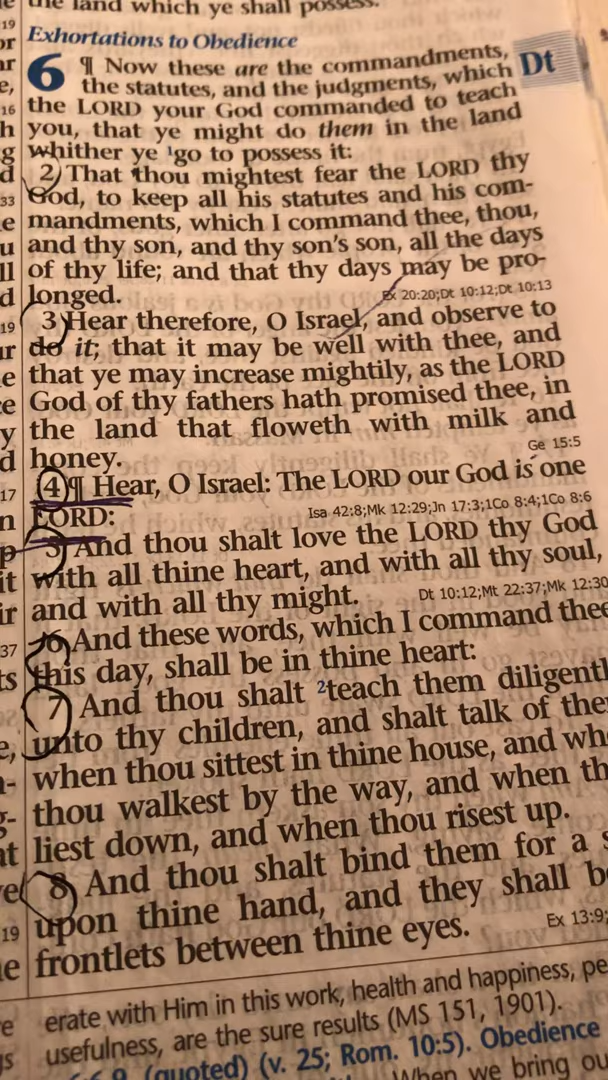 the land which ye shall possess.
Exhortations to Obedience
Dt
6 ¶ Now these are the commandments,
the statutes, and the judgments, which
the LORD your God commanded to teach
you, that ye might do them in the land
whither ye ¹go to possess it:
2 That thou mightest fear the LORD thy
God, to keep all his statutes and his com-
mandments, which I command thee, thou,
and thy son, and thy son's son, all the days
of thy life; and that thy days may be pro-
longed.
Ex 20:20;Dt 10:12;Dt 10:13
3 Hear therefore, O Israel, and observe to
do it; that it may be well with thee, and
that ye may increase mightily, as the LORD
God of thy fathers hath promised thee, in
the land that floweth with milk and
honey.
Ge 15:5
4 ¶ Hear, O Israel: The LORD our God is one
LORD:
Isa 42:8;Mk 12:29;Jn 17:3;1Co 8:4;1Co 8:6
5 And thou shalt love the LORD thy God
with all thine heart, and with all thy soul,
and with all thy might.
Dt 10:12;Mt 22:37;Mk 12:30
6 And these words, which I command thee
this day, shall be in thine heart:
7 And thou shalt ²teach them diligentl
unto thy children, and shalt talk of the
when thou sittest in thine house, and wh
thou walkest by the way, and when th
liest down, and when thou risest up.
8 And thou shalt bind them for a s
upon thine hand, and they shall b
frontlets between thine eyes.
Ex 13:9;
erate with Him in this work, health and happiness, pe
usefulness, are the sure results (MS 151, 1901).
(quoted) (v. 25; Rom. 10:5). Obedience
When we bring ou